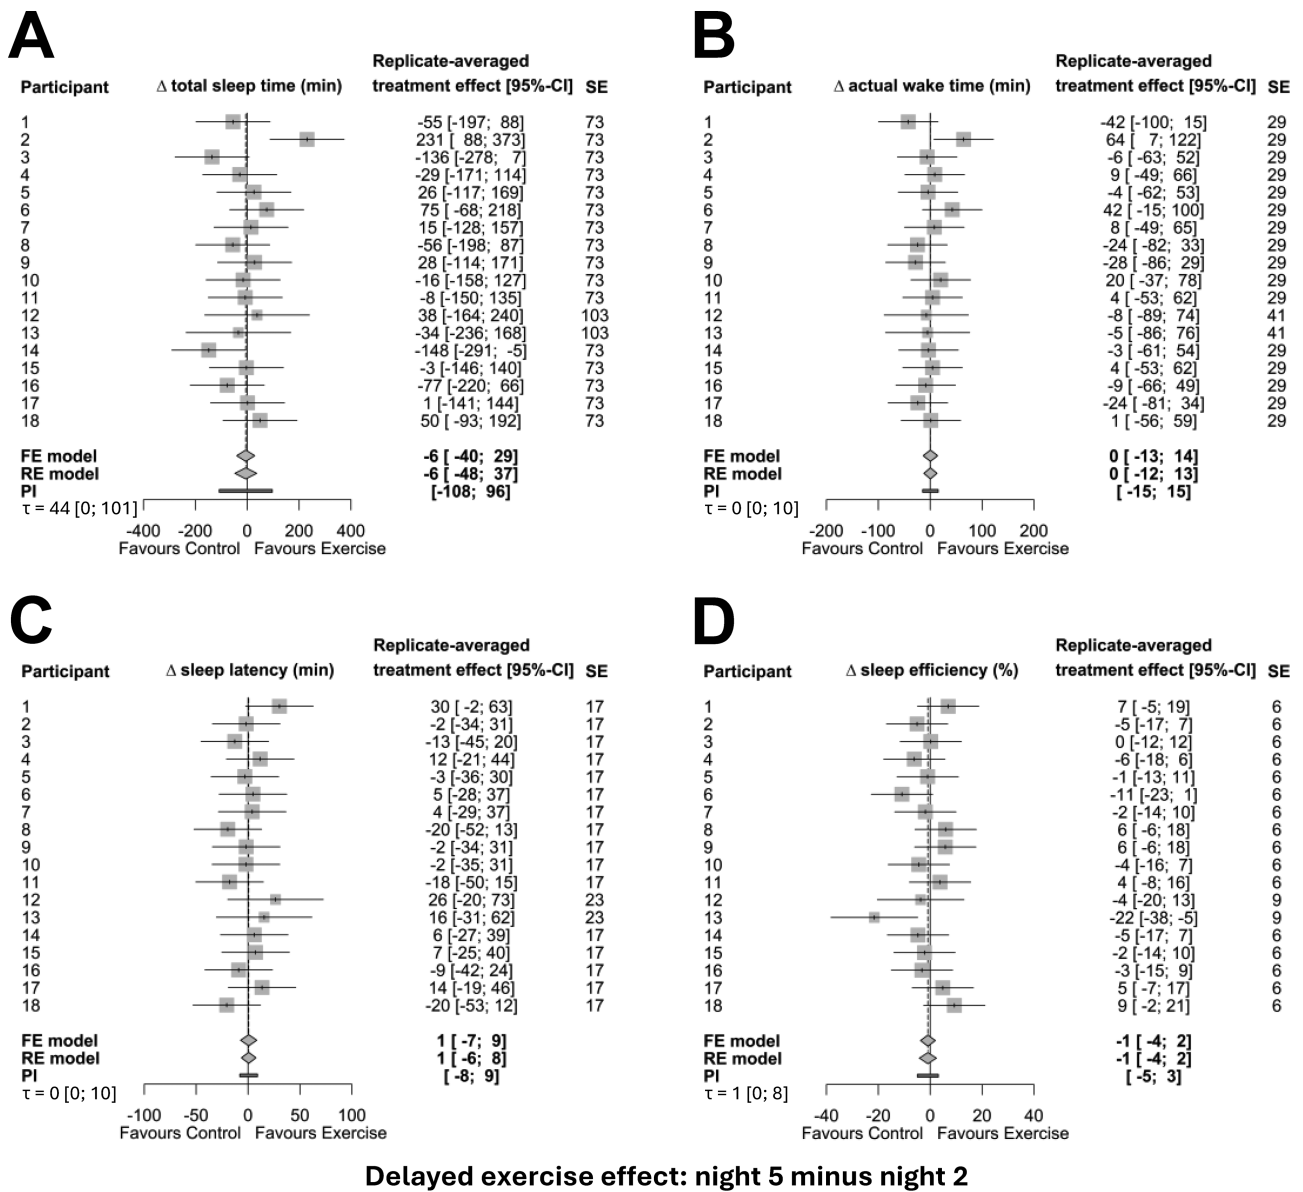 A
Replicate-averaged
Participant Δ total sleep time (min) treatment effect [95%-CI] SE
1 -55 [-197; 88] 73
2 231 [ 88; 373] 73
3 -136 [-278; 7] 73
4 -29 [-171; 114] 73
5 26 [-117; 169] 73
6 75 [ -68; 218] 73
7 15 [-128; 157] 73
8 -56 [-198; 87] 73
9 28 [-114; 171] 73
10 -16 [-158; 127] 73
11 -8 [-150; 135] 73
12 38 [-164; 240] 103
13 -34 [-236; 168] 103
14 -148 [-291; -5] 73
15 -3 [-146; 140] 73
16 -77 [-220; 66] 73
17 1 [-141; 144] 73
18 50 [ -93; 192] 73
FE model -6 [ -40; 29]
RE model -6 [ -48; 37]
PI [-108; 96]
τ = 44 [0; 101]
-400 -200 0 200 400
Favours Control Favours Exercise
B
Replicate-averaged
Participant Δ actual wake time (min) treatment effect [95%-CI] SE
1 -42 [-100; 15] 29
2 64 [ 7; 122] 29
3 -6 [ -63; 52] 29
4 9 [ -49; 66] 29
5 -4 [ -62; 53] 29
6 42 [ -15; 100] 29
7 8 [ -49; 65] 29
8 -24 [ -82; 33] 29
9 -28 [ -86; 29] 29
10 20 [ -37; 78] 29
11 4 [ -53; 62] 29
12 -8 [ -89; 74] 41
13 -5 [ -86; 76] 41
14 -3 [ -61; 54] 29
15 4 [ -53; 62] 29
16 -9 [ -66; 49] 29
17 -24 [ -81; 34] 29
18 1 [ -56; 59] 29
FE model 0 [ -13; 14]
RE model 0 [ -12; 13]
PI [ -15; 15]
τ = 0 [0; 10]
-200 -100 0 100 200
Favours Control Favours Exercise
C
Replicate-averaged
Participant Δ sleep latency (min) treatment effect [95%-CI] SE
1 30 [ -2; 63] 17
2 -2 [-34; 31] 17
3 -13 [-45; 20] 17
4 12 [-21; 44] 17
5 -3 [-36; 30] 17
6 5 [-28; 37] 17
7 4 [-29; 37] 17
8 -20 [-52; 13] 17
9 -2 [-34; 31] 17
10 -2 [-35; 31] 17
11 -18 [-50; 15] 17
12 26 [-20; 73] 23
13 16 [-31; 62] 23
14 6 [-27; 39] 17
15 7 [-25; 40] 17
16 -9 [-42; 24] 17
17 14 [-19; 46] 17
18 -20 [-53; 12] 17
FE model 1 [ -7; 9]
RE model 1 [ -6; 8]
PI [ -8; 9]
τ = 0 [0; 10]
-100 -50 0 50 100
Favours Control Favours Exercise
D
Replicate-averaged
Participant Δ sleep efficiency (%) treatment effect [95%-CI] SE
1 7 [ -5; 19] 6
2 -5 [-17; 7] 6
3 0 [-12; 12] 6
4 -6 [-18; 6] 6
5 -1 [-13; 11] 6
6 -11 [-23; 1] 6
7 -2 [-14; 10] 6
8 6 [ -6; 18] 6
9 6 [ -6; 18] 6
10 -4 [-16; 7] 6
11 4 [ -8; 16] 6
12 -4 [-20; 13] 9
13 -22 [-38; -5] 9
14 -5 [-17; 7] 6
15 -2 [-14; 10] 6
16 -3 [-15; 9] 6
17 5 [ -7; 17] 6
18 9 [ -2; 21] 6
FE model -1 [ -4; 2]
RE model -1 [ -4; 2]
PI [ -5; 3]
τ = 1 [0; 8]
-40 -20 0 20 40
Favours Control Favours Exercise
Delayed exercise effect: night 5 minus night 2